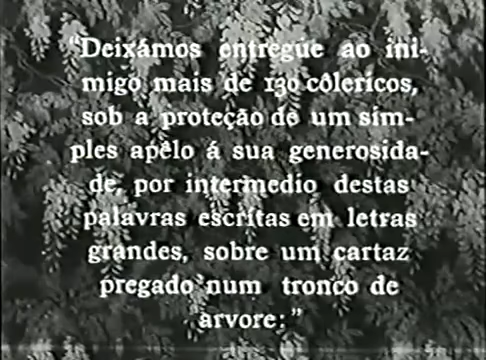 “Deixámos entregue ao ini-
migo mais de 130 côlericos,
sob a proteção de um sim-
ples apêlo á sua generosida-
de, por intermedio destas
palavras escritas em letras
grandes, sobre um cartaz
pregado num tronco de
arvore:”